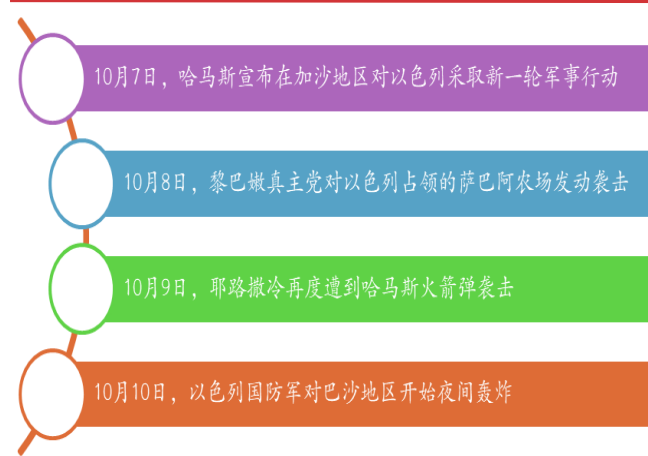 10月7日，哈马斯宣布在加沙地区对以色列采取新一轮军事行动
10月8日，黎巴嫩真主党对以色列占领的萨巴阿农场发动袭击
10月9日，耶路撒冷再度遭到哈马斯火箭弹袭击
10月10日，以色列国防军对巴沙地区开始夜间轰炸